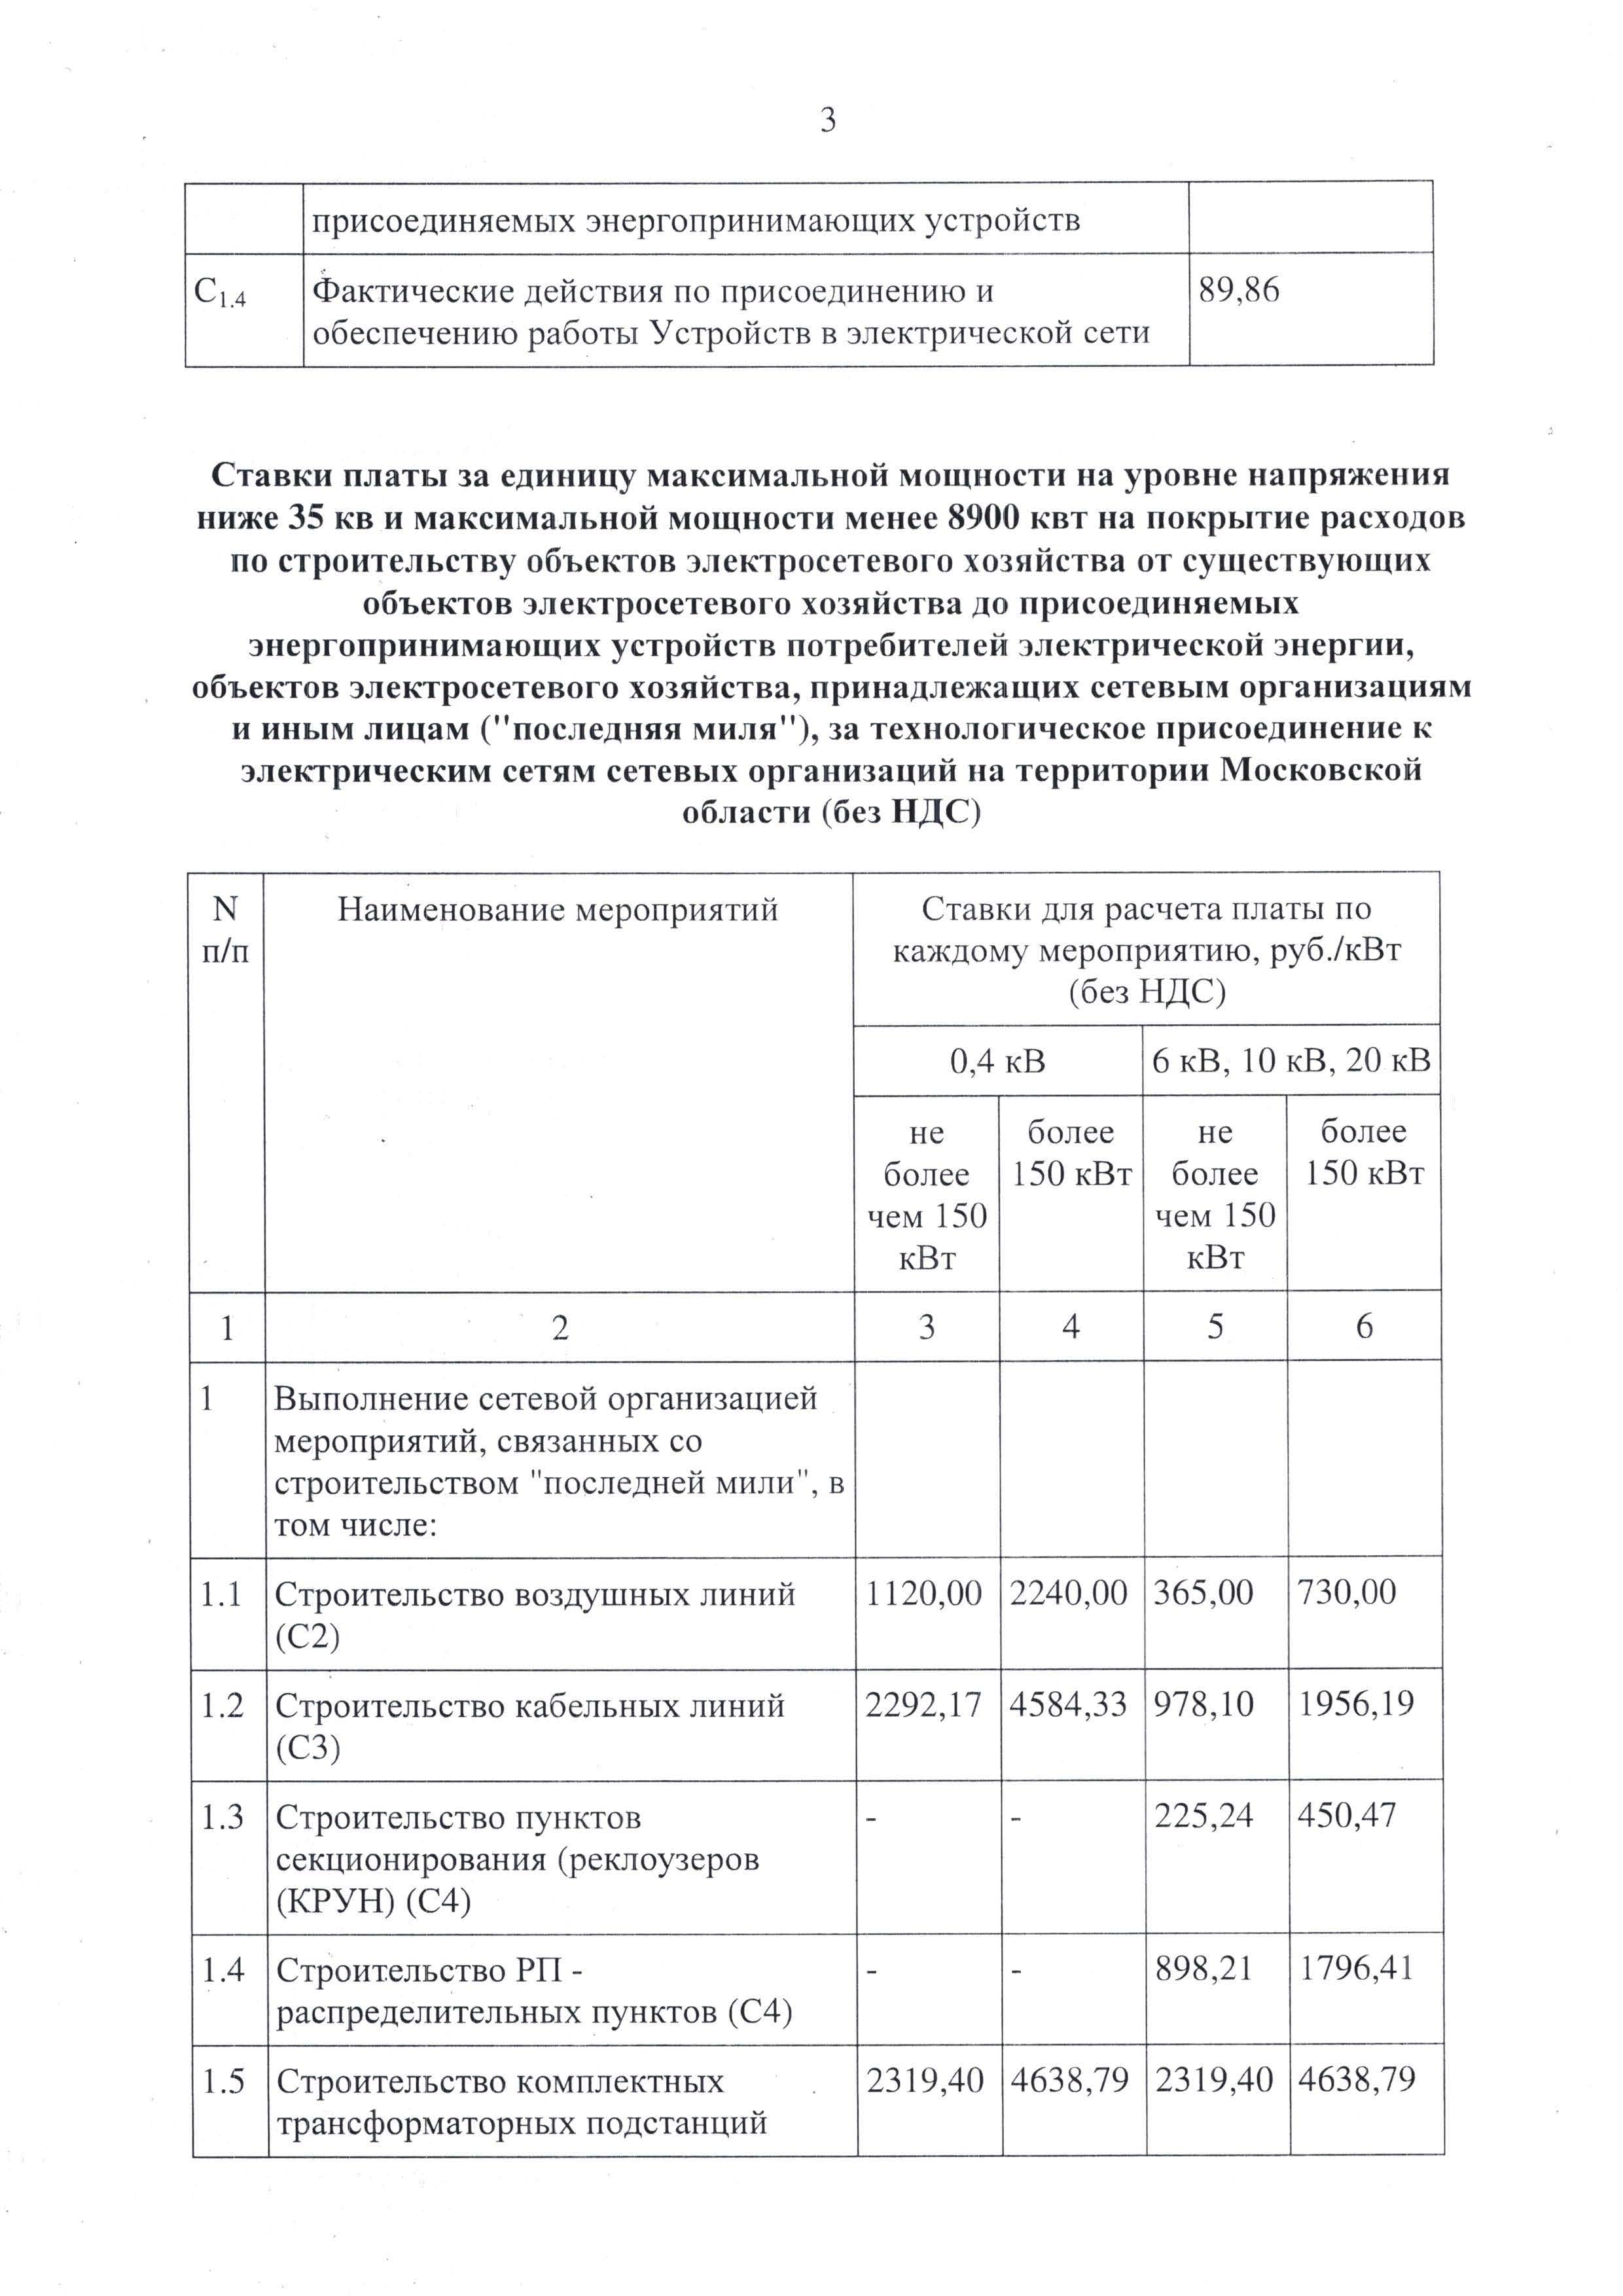 3
присоединяемых энергопринимающих устройств
С1.4 Фактические действия по присоединению и 89,86
обеспечению работы Устройств в электрической сети
Ставки платы за единицу максимальной мощности на уровне напряжения
ниже 35 кв и максимальной мощности менее 8900 квт на покрытие расходов
по строительству объектов электросетевого хозяйства от существующих
объектов электросетевого хозяйства до присоединяемых
энергопринимающих устройств потребителей электрической энергии,
объектов электросетевого хозяйства, принадлежащих сетевым организациям
и иным лицам ("последняя миля"), за технологическое присоединение к
электрическим сетям сетевых организаций на территории Московской
области (без НДС)
N Наименование мероприятий Ставки для расчета платы по
п/п каждому мероприятию, руб./кВт
(без НДС)
0,4 кВ 6 кВ, 10 кВ, 20 кВ
не более не более
более 150 кВт более 150 кВт
чем 150 чем 150
кВт кВт
1 2 3 4 5 6
1 Выполнение сетевой организацией
мероприятий, связанных со
строительством "последней мили", в
том числе:
1.1 Строительство воздушных линий 1120,00 2240,00 365,00 730,00
(С2)
1.2 Строительство кабельных линий 2292,17 4584,33 978,10 1956,19
(С3)
1.3 Строительство пунктов - - 225,24 450,47
секционирования (реклоузеров
(КРУН) (С4)
1.4 Строительство РП - - - 898,21 1796,41
распределительных пунктов (С4)
1.5 Строительство комплектных 2319,40 4638,79 2319,40 4638,79
трансформаторных подстанций